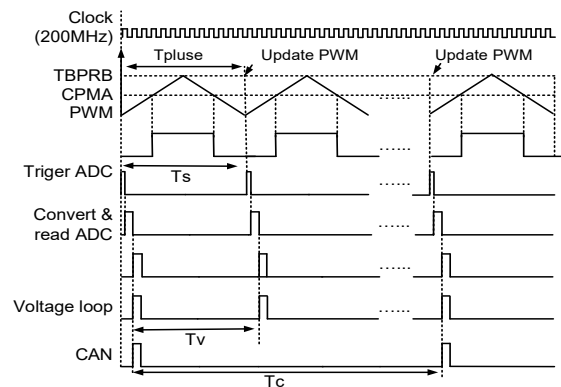 Clock
(200MHz)
Tpluse
Update PWM
Update PWM
TBPRB
CPMA
PWM
......
......
Triger ADC
Ts
Convert &
read ADC
......
......
Voltage loop
......
Tv
CAN
Tc